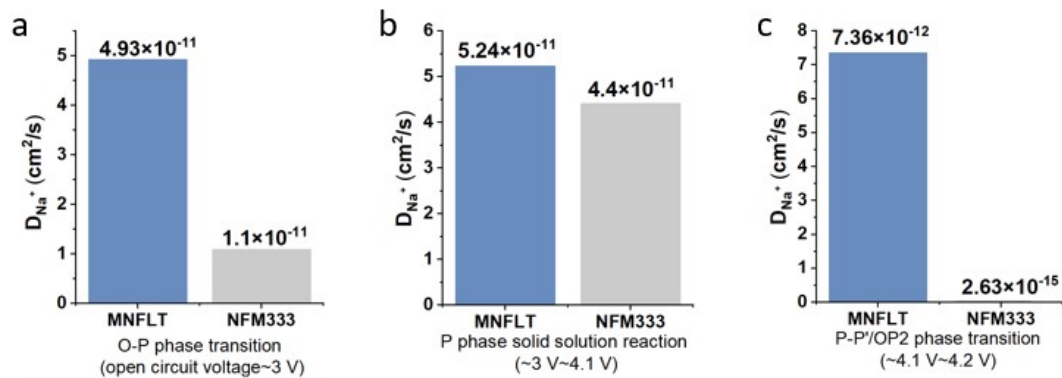 a
4.93×10⁻¹¹
1.1×10⁻¹¹
D_Na⁺ (cm²/s)
5
4
3
2
1
0
MNFLT NFM333
O-P phase transition
(open circuit voltage~3 V)
b
5.24×10⁻¹¹
4.4×10⁻¹¹
D_Na⁺ (cm²/s)
6
5
4
3
2
1
0
MNFLT NFM333
P phase solid solution reaction
(~3 V~4.1 V)
c
7.36×10⁻¹²
2.63×10⁻¹⁵
D_Na⁺ (cm²/s)
8
7
6
5
4
3
2
1
0
MNFLT NFM333
P-P'/OP2 phase transition
(~4.1 V~4.2 V)